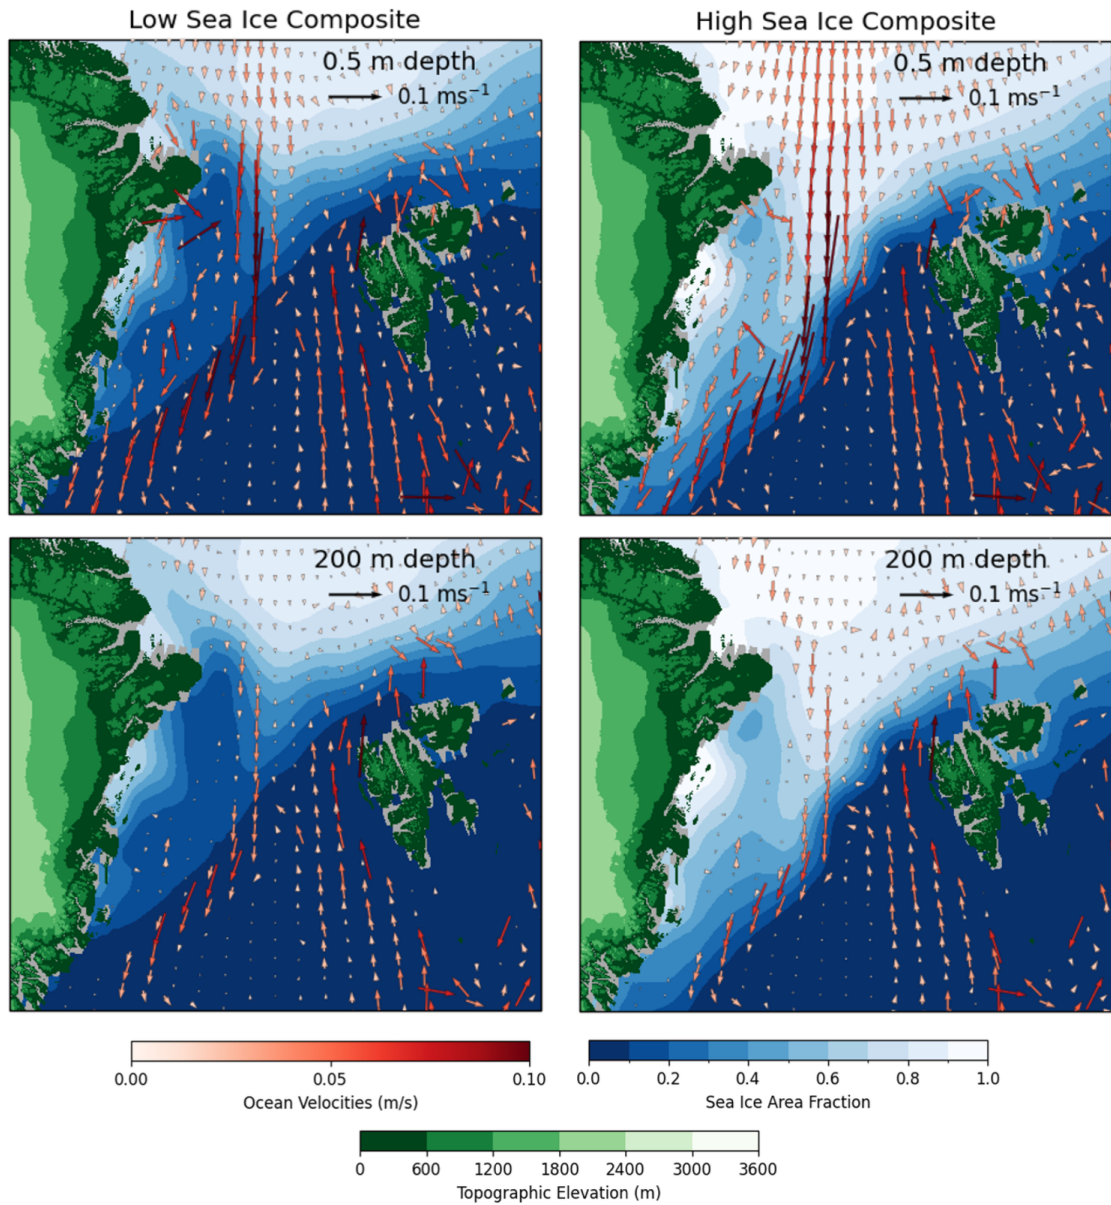 Low Sea Ice Composite
High Sea Ice Composite
0.5 m depth
0.1 ms⁻¹
0.5 m depth
0.1 ms⁻¹
200 m depth
0.1 ms⁻¹
200 m depth
0.1 ms⁻¹
0.00 0.05 0.10
Ocean Velocities (m/s)
0.0 0.2 0.4 0.6 0.8 1.0
Sea Ice Area Fraction
0 600 1200 1800 2400 3000 3600
Topographic Elevation (m)